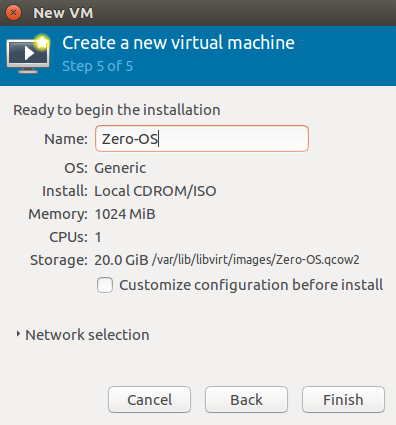 New VM
Create a new virtual machine
Step 5 of 5
Ready to begin the installation
Name: Zero-OS
OS: Generic
Install: Local CDROM/ISO
Memory: 1024 MiB
CPUs: 1
Storage: 20.0 GiB /var/lib/libvirt/images/Zero-OS.qcow2
Customize configuration before install
Network selection
Cancel Back Finish